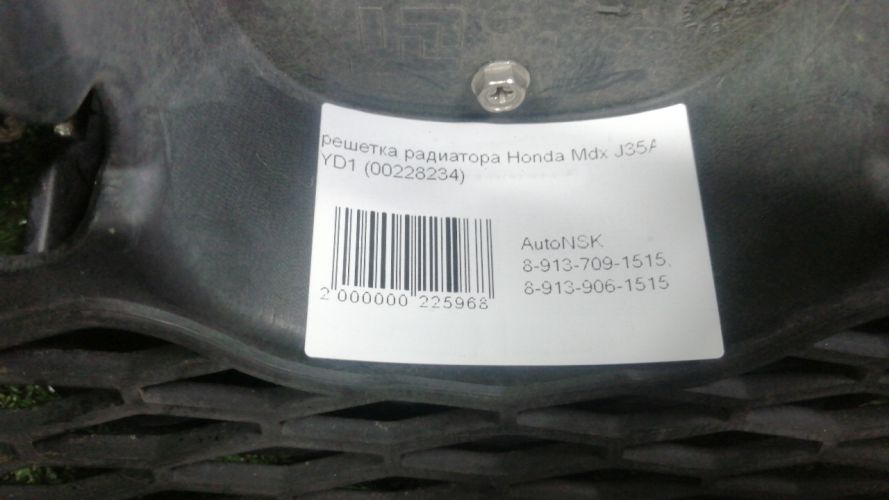 решетка радиатора Honda Mdx J35A
YD1 (00228234)
AutoNSK
8-913-709-1515,
8-913-906-1515
2 000000 225968